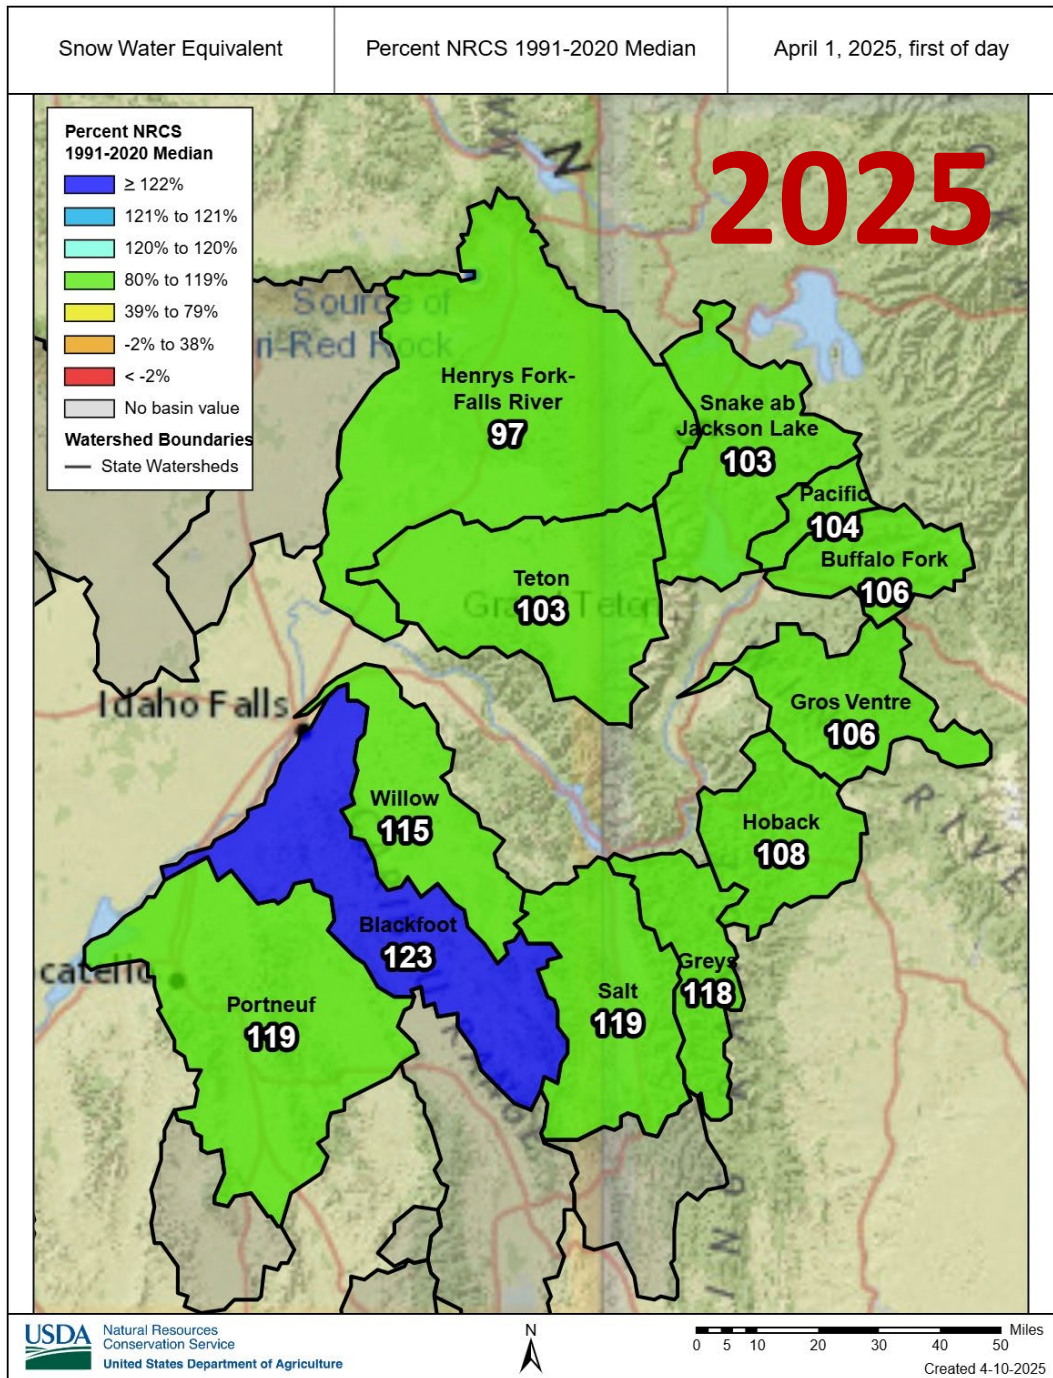 Snow Water Equivalent
Percent NRCS 1991-2020 Median
April 1, 2025, first of day
Percent NRCS
1991-2020 Median
≥ 122%
121% to 121%
120% to 120%
80% to 119%
39% to 79%
-2% to 38%
< -2%
No basin value
Watershed Boundaries
State Watersheds
2025
Source of
ri-Red Rock
Henrys Fork-
Falls River
97
Snake ab
Jackson Lake
103
Pacific
104
Buffalo Fork
106
Teton
103
Grand Teton
Gros Ventre
106
Idaho Falls
Willow
115
Hoback
108
Blackfoot
123
catello
Greys
118
Portneuf
119
Salt
119
USDA
Natural Resources
Conservation Service
United States Department of Agriculture
N
Miles
0 5 10 20 30 40 50
Created 4-10-2025